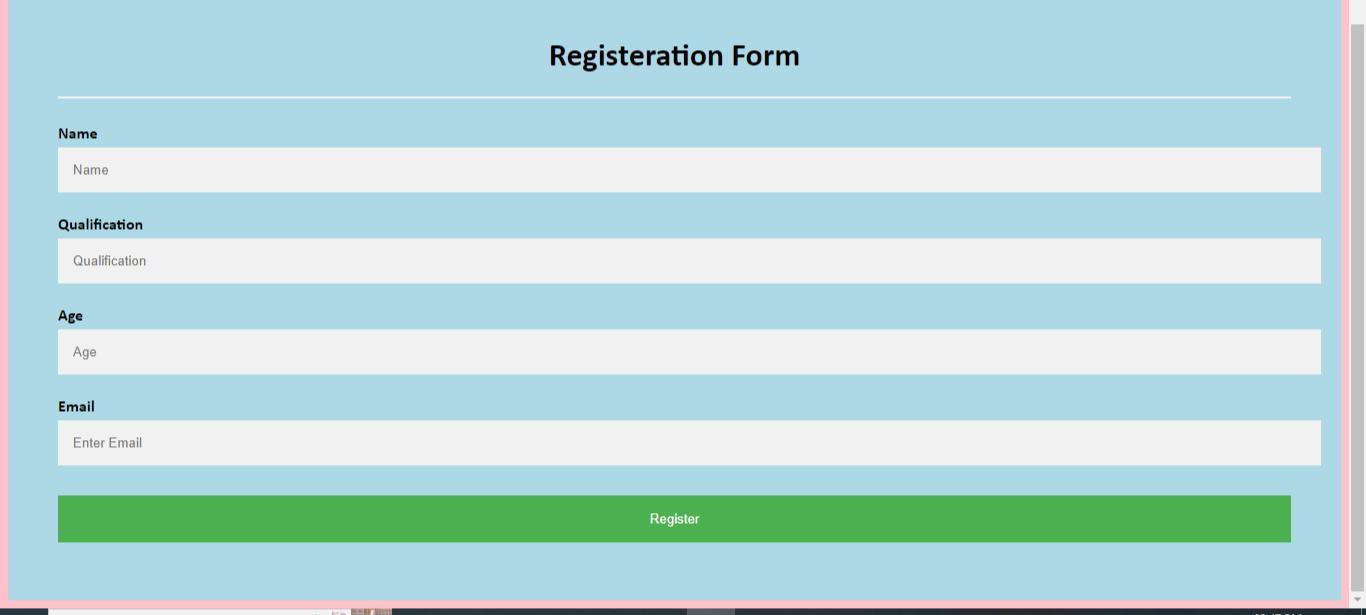 Registeration Form
Name
Name
Qualification
Qualification
Age
Age
Email
Enter Email
Register